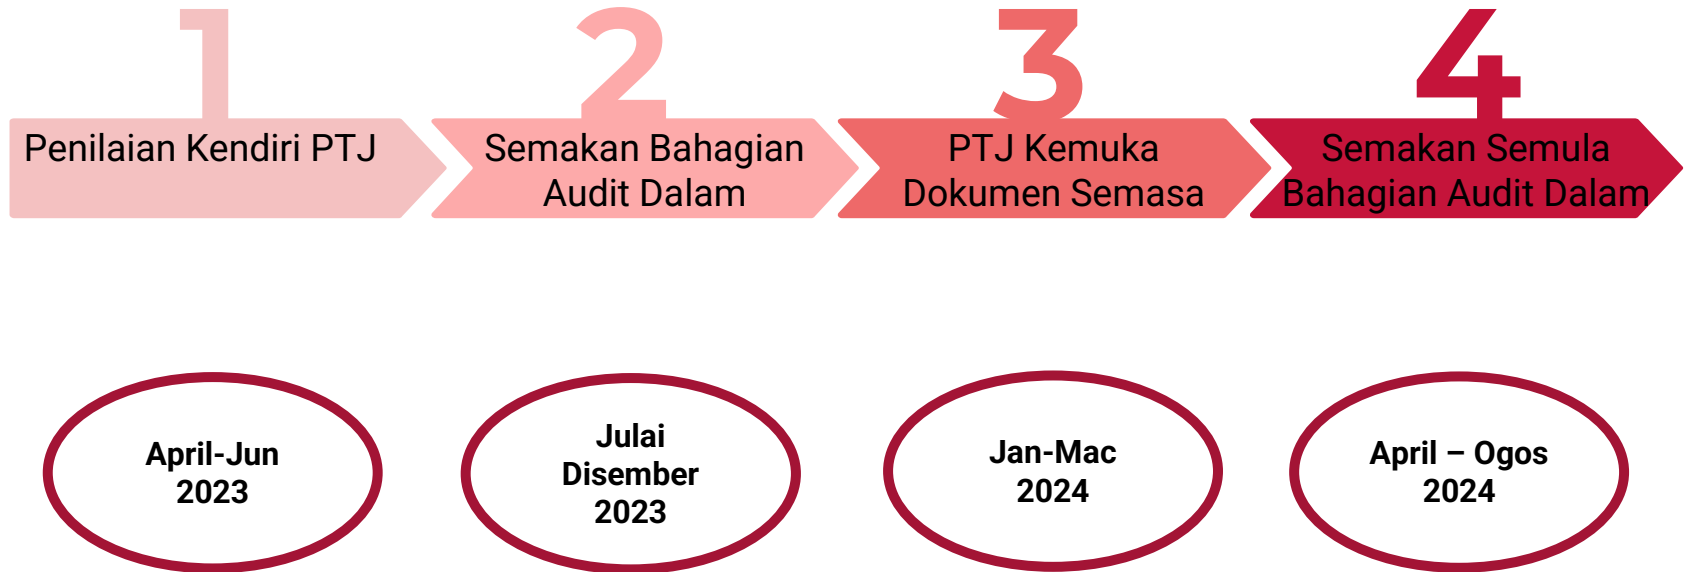 1
Penilaian Kendiri PTJ
2
Semakan Bahagian
Audit Dalam
3
PTJ Kemuka
Dokumen Semasa
4
Semakan Semula
Bahagian Audit Dalam
April-Jun
2023
Julai
Disember
2023
Jan-Mac
2024
April – Ogos
2024